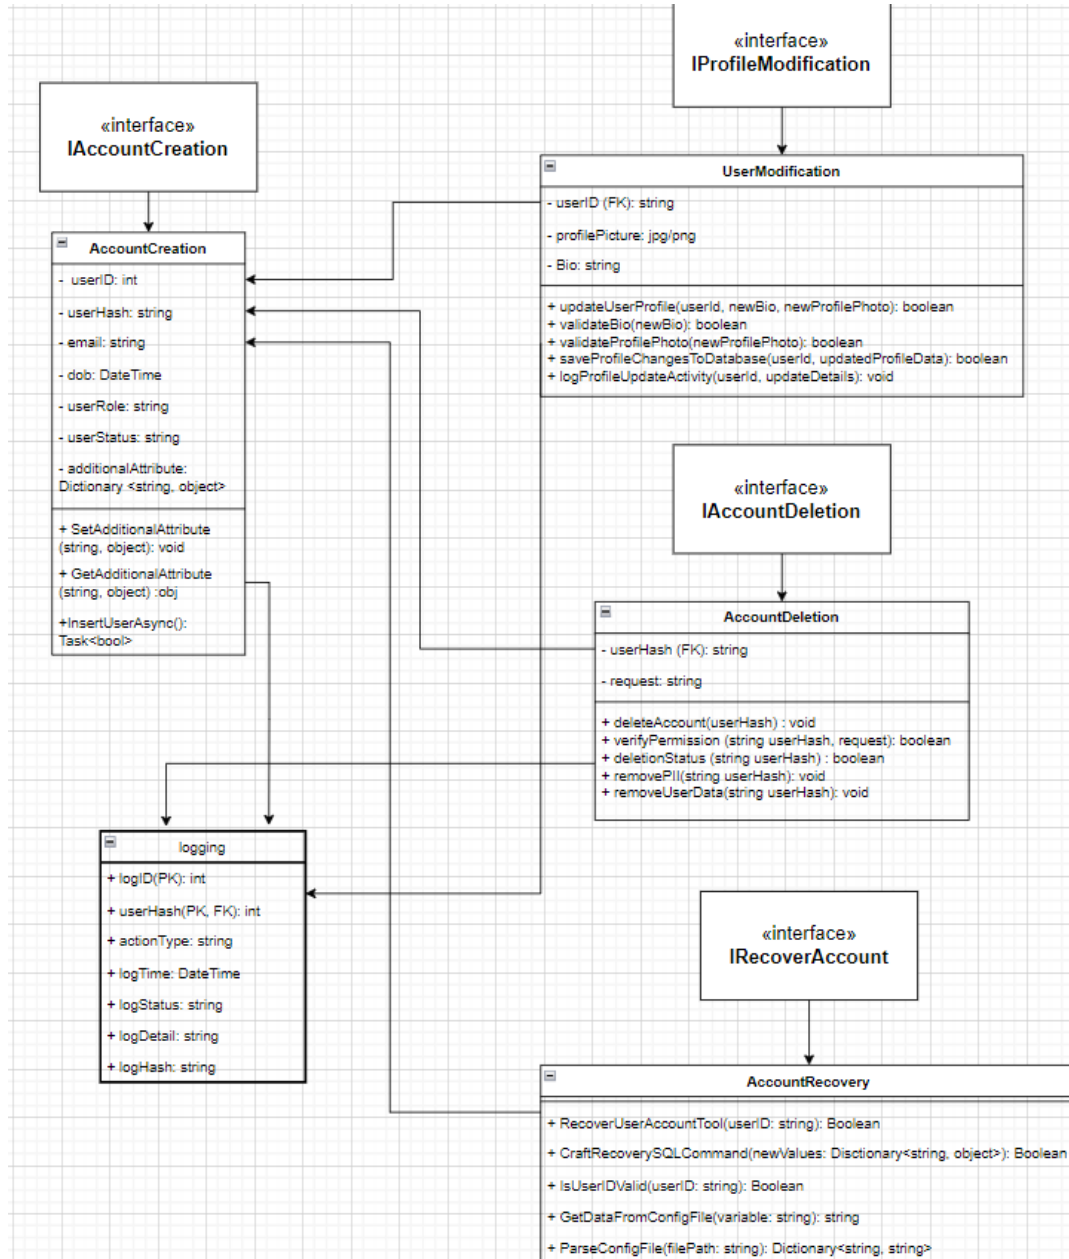 «interface»
IProfileModification
«interface»
IAccountCreation
UserModification
- userID (FK): string
- profilePicture: jpg/png
- Bio: string
+ updateUserProfile(userId, newBio, newProfilePhoto): boolean
+ validateBio(newBio): boolean
+ validateProfilePhoto(newProfilePhoto): boolean
+ saveProfileChangesToDatabase(userId, updatedProfileData): boolean
+ logProfileUpdateActivity(userId, updateDetails): void
AccountCreation
- userID: int
- userHash: string
- email: string
- dob: DateTime
- userRole: string
- userStatus: string
- additionalAttribute:
Dictionary <string, object>
+ SetAdditionalAttribute
(string, object): void
+ GetAdditionalAttribute
(string, object) :obj
+InsertUserAsync():
Task<bool>
«interface»
IAccountDeletion
AccountDeletion
- userHash (FK): string
- request: string
+ deleteAccount(userHash) : void
+ verifyPermission (string userHash, request): boolean
+ deletionStatus (string userHash) : boolean
+ removePII(string userHash): void
+ removeUserData(string userHash): void
logging
+ logID(PK): int
+ userHash(PK, FK): int
+ actionType: string
+ logTime: DateTime
+ logStatus: string
+ logDetail: string
+ logHash: string
«interface»
IRecoverAccount
AccountRecovery
+ RecoverUserAccountTool(userID: string): Boolean
+ CraftRecoverySQLCommand(newValues: Disctionary<string, object>): Boolean
+ IsUserIDValid(userID: string): Boolean
+ GetDataFromConfigFile(variable: string): string
+ ParseConfigFile(filePath: string): Dictionary<string, string>